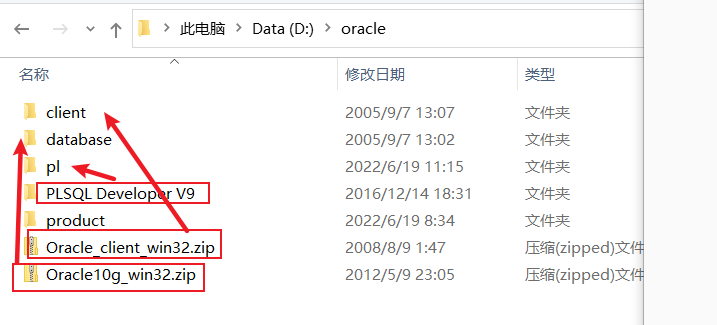 此电脑 > Data (D:) > oracle
名称 修改日期 类型
client 2005/9/7 13:07 文件夹
database 2005/9/7 13:02 文件夹
pl 2022/6/19 11:15 文件夹
PLSQL Developer V9 2016/12/14 18:31 文件夹
product 2022/6/19 8:34 文件夹
Oracle_client_win32.zip 2008/8/9 1:47 压缩(zipped)文件
Oracle10g_win32.zip 2012/5/9 23:05 压缩(zipped)文件